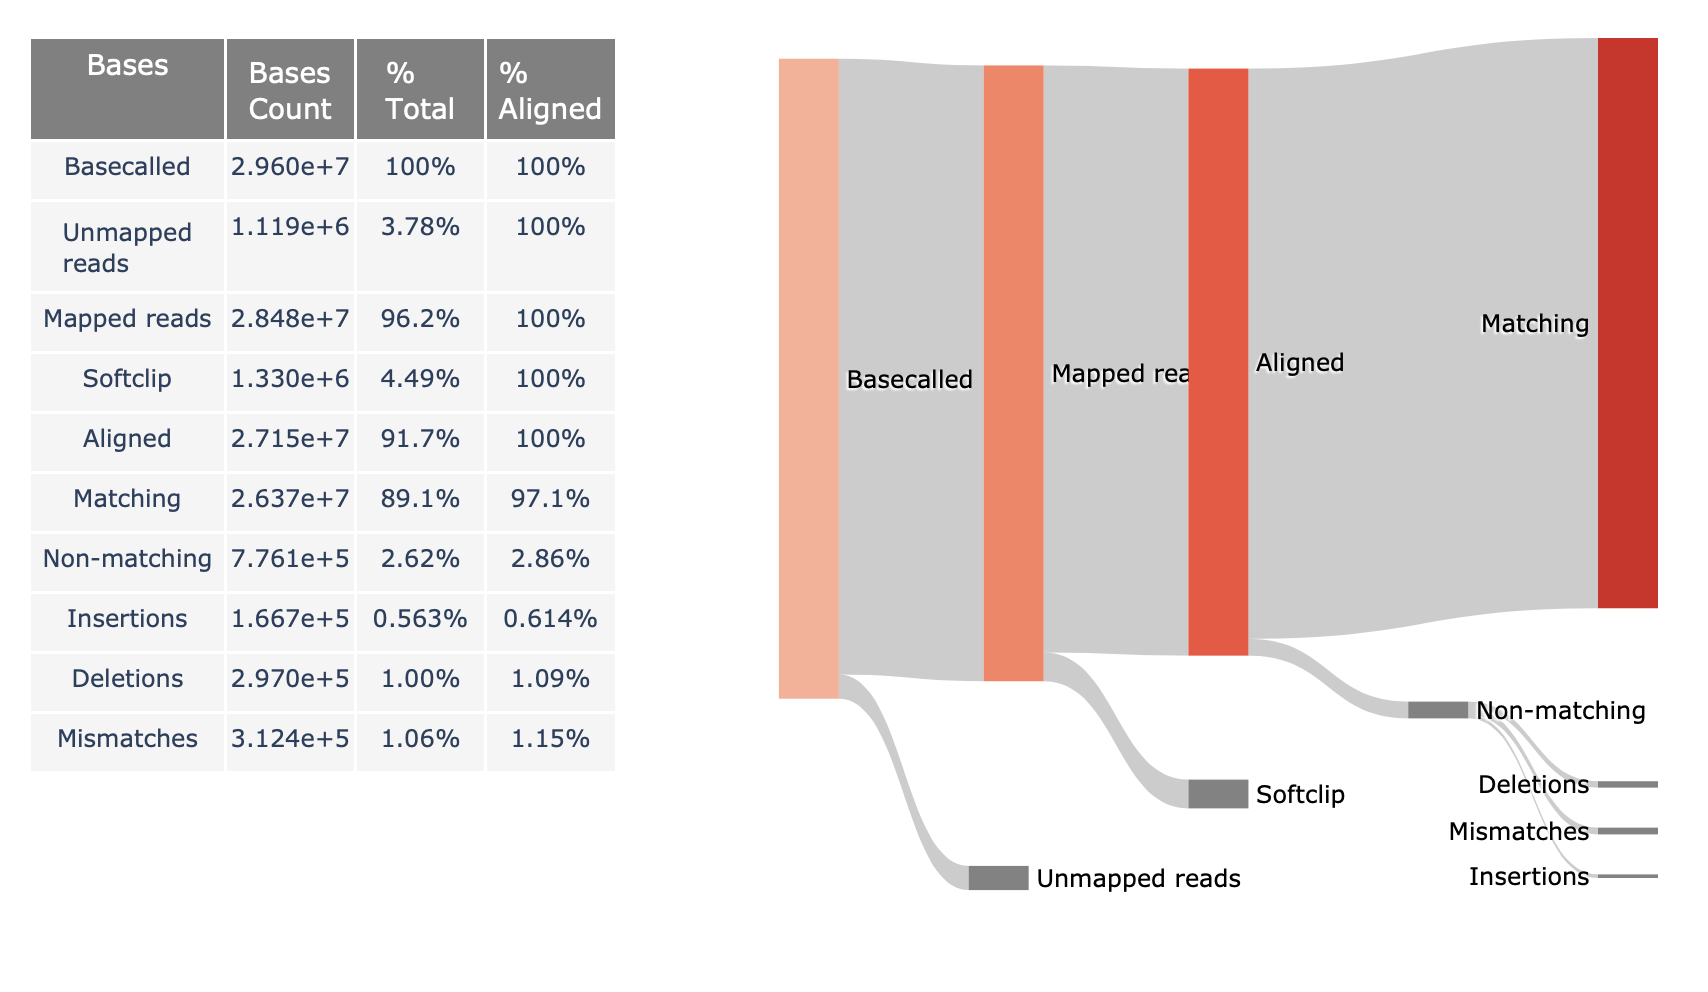 Bases Bases Count % Total % Aligned
Basecalled 2.960e+7 100% 100%
Unmapped reads 1.119e+6 3.78% 100%
Mapped reads 2.848e+7 96.2% 100%
Softclip 1.330e+6 4.49% 100%
Aligned 2.715e+7 91.7% 100%
Matching 2.637e+7 89.1% 97.1%
Non-matching 7.761e+5 2.62% 2.86%
Insertions 1.667e+5 0.563% 0.614%
Deletions 2.970e+5 1.00% 1.09%
Mismatches 3.124e+5 1.06% 1.15%
Basecalled
Mapped rea
Aligned
Matching
Non-matching
Deletions
Softclip
Mismatches
Insertions
Unmapped reads